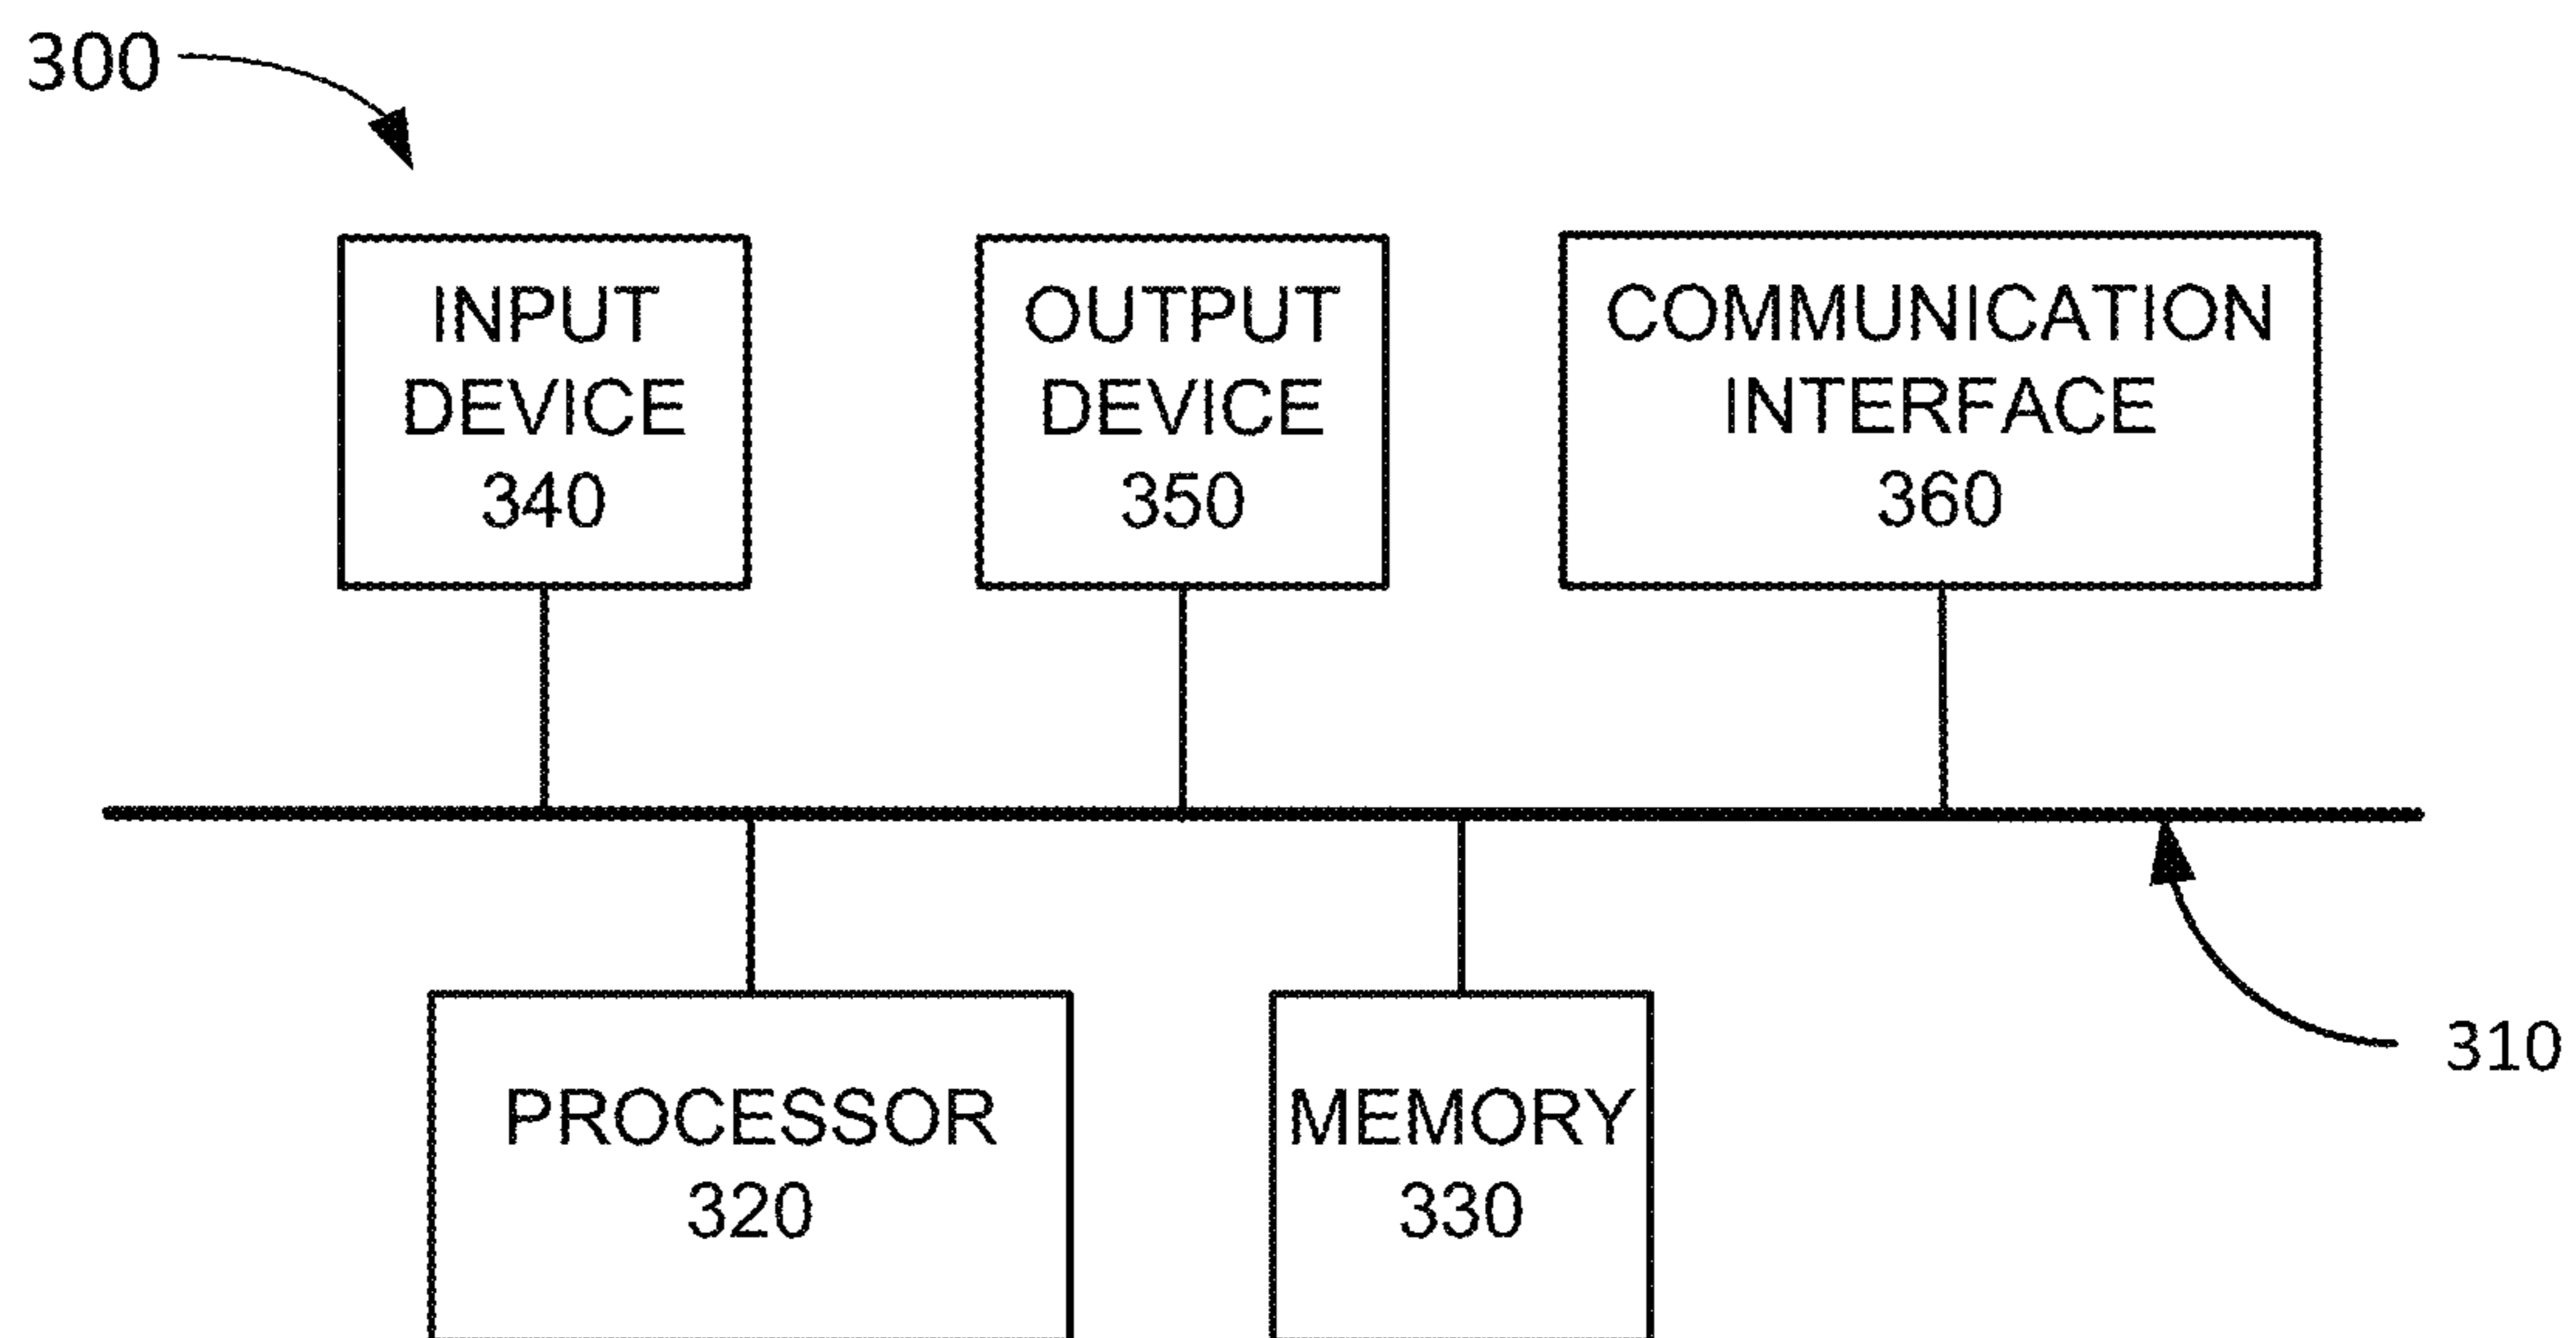 300
INPUT
DEVICE
340
OUTPUT
DEVICE
350
COMMUNICATION
INTERFACE
360
PROCESSOR
320
MEMORY
330
310